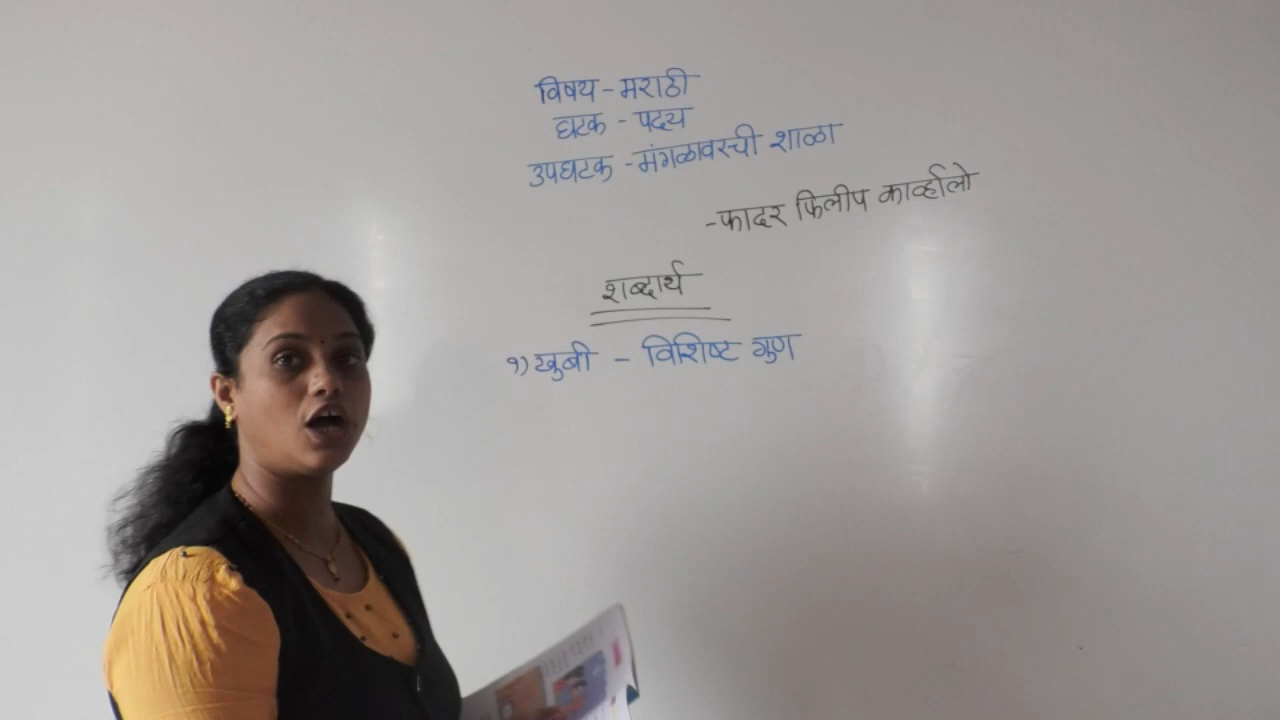 विषय - मराठी
घटक - पद्य
उपघटक - मंगळावरची शाळा
- फादर फिलीप कार्व्हालो
शब्दार्थ
१) खुबी - विशिष्ट गुण